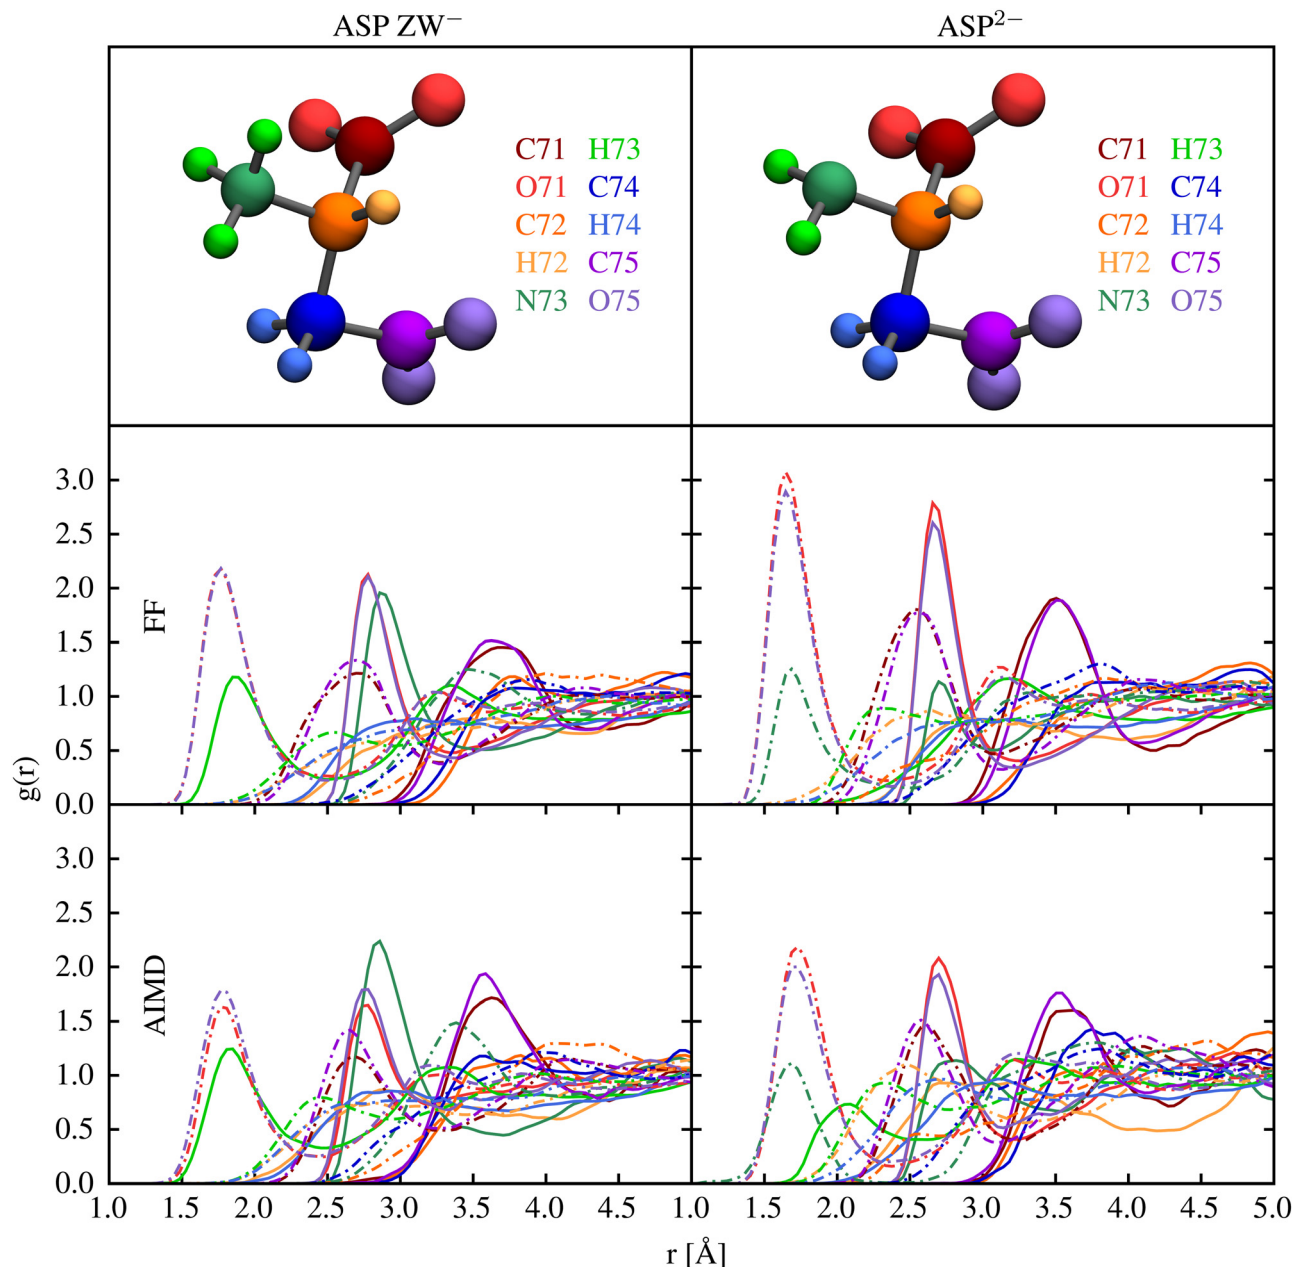 ASP ZW⁻ ASP²⁻
C71 H73 C71 H73
O71 C74 O71 C74
C72 H74 C72 H74
H72 C75 H72 C75
N73 O75 N73 O75
3.0
2.5
2.0
1.5
1.0
0.5
0.0
FF
g(r)
3.0
2.5
2.0
1.5
1.0
0.5
0.0
AIMD
1.0 1.5 2.0 2.5 3.0 3.5 4.0 4.5 1.0 1.5 2.0 2.5 3.0 3.5 4.0 4.5 5.0
r [Å]